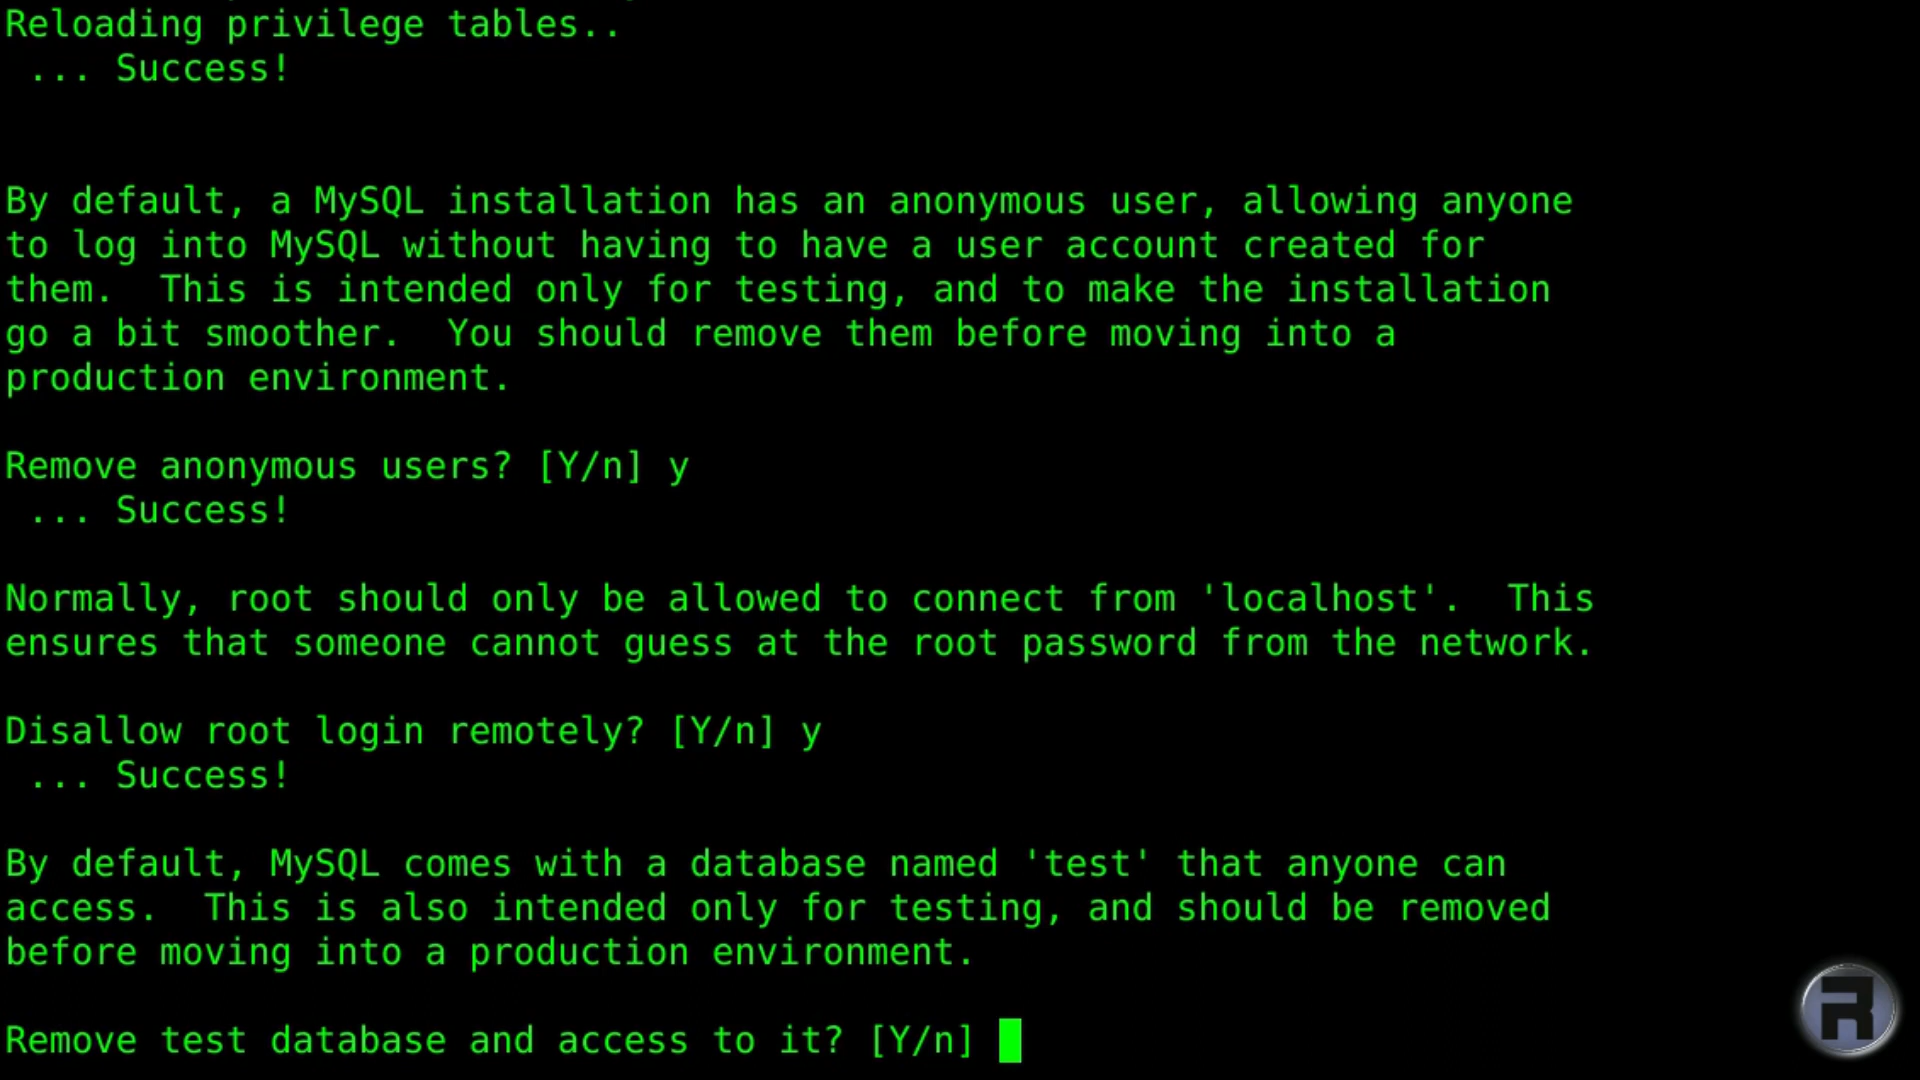 Reloading privilege tables..
 ... Success!
By default, a MySQL installation has an anonymous user, allowing anyone
to log into MySQL without having to have a user account created for
them.  This is intended only for testing, and to make the installation
go a bit smoother.  You should remove them before moving into a
production environment.
Remove anonymous users? [Y/n] y
 ... Success!
Normally, root should only be allowed to connect from 'localhost'.  This
ensures that someone cannot guess at the root password from the network.
Disallow root login remotely? [Y/n] y
 ... Success!
By default, MySQL comes with a database named 'test' that anyone can
access.  This is also intended only for testing, and should be removed
before moving into a production environment.
Remove test database and access to it? [Y/n]
R